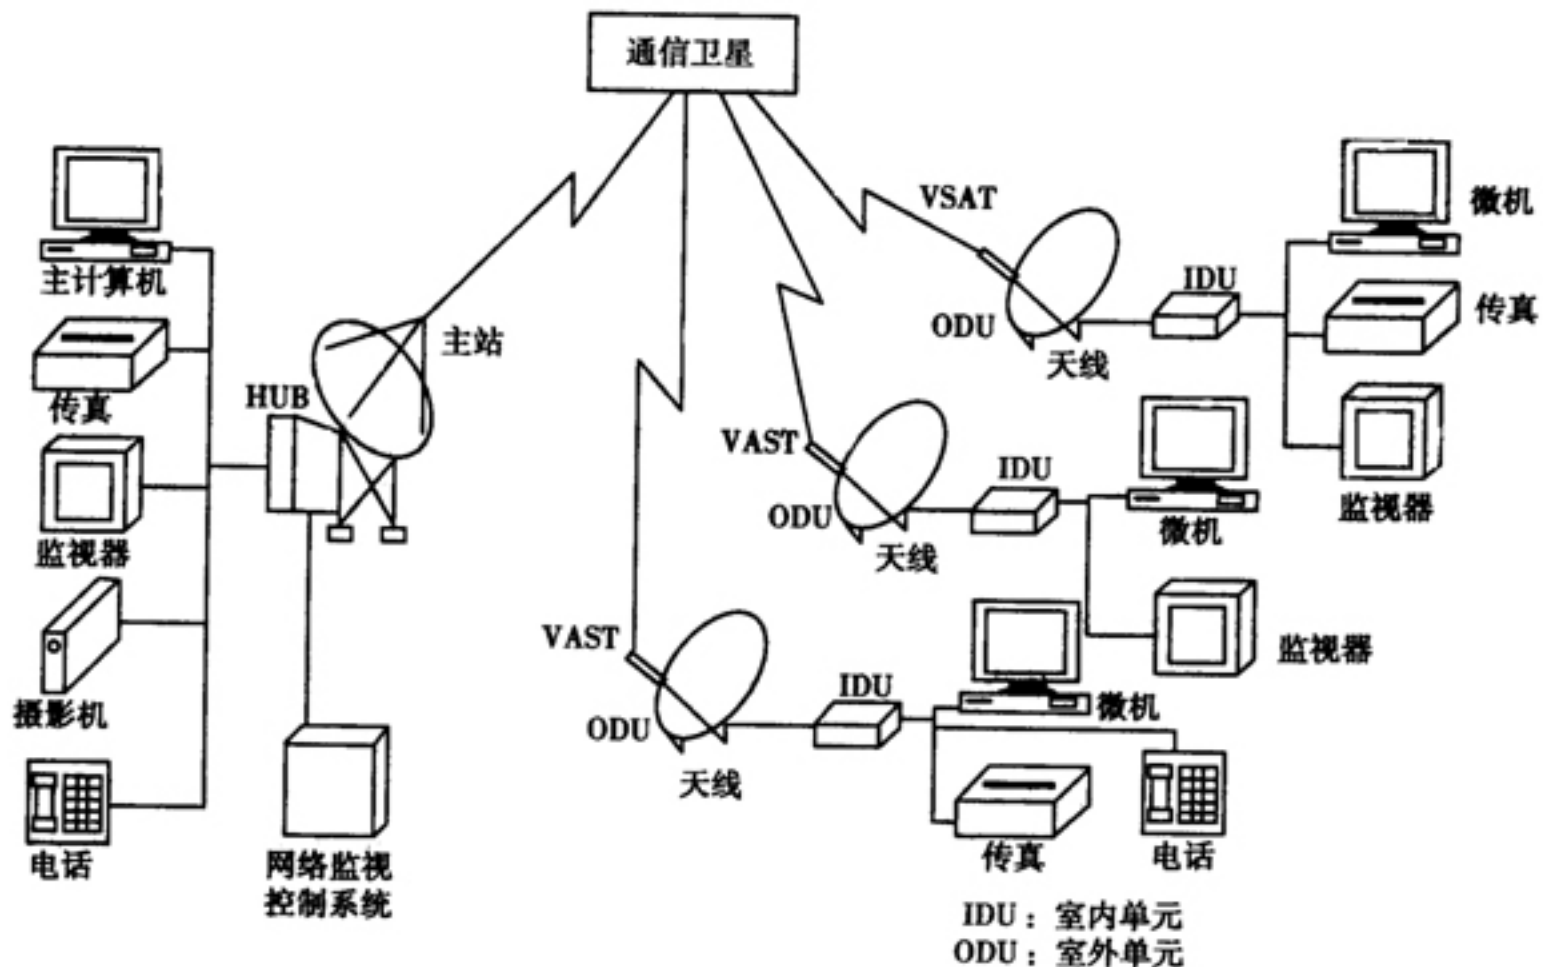 通信卫星
主计算机
传真
监视器
摄影机
电话
HUB
主站
网络监视
控制系统
VSAT
ODU
天线
IDU
微机
传真
监视器
VAST
ODU
天线
IDU
微机
监视器
VAST
ODU
天线
IDU
微机
传真
电话
IDU：室内单元
ODU：室外单元